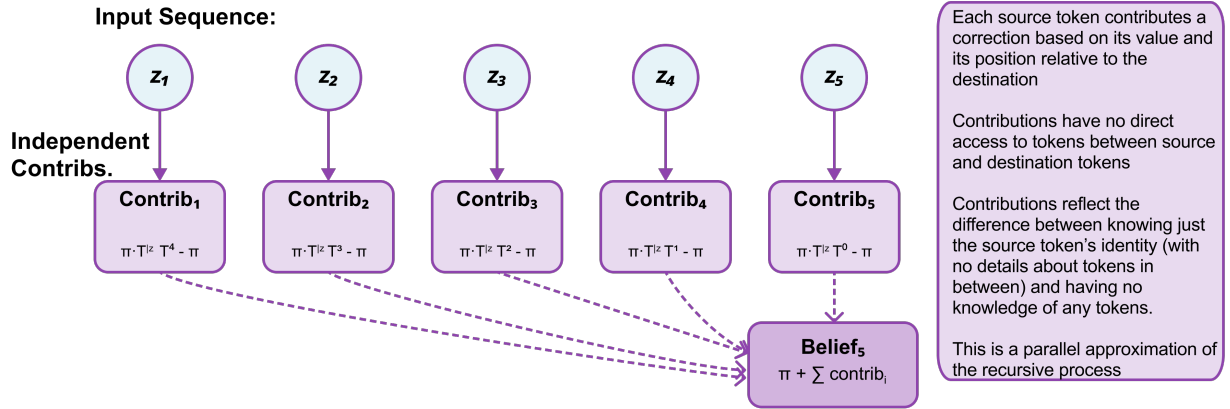 Input Sequence:
z₁
z₂
z₃
z₄
z₅
Independent
Contribs.
Contrib₁
π·T|ᶻ T⁴ - π
Contrib₂
π·T|ᶻ T³ - π
Contrib₃
π·T|ᶻ T² - π
Contrib₄
π·T|ᶻ T¹ - π
Contrib₅
π·T|ᶻ T⁰ - π
Belief₅
π + ∑ contribᵢ
Each source token contributes a
correction based on its value and
its position relative to the
destination
Contributions have no direct
access to tokens between source
and destination tokens
Contributions reflect the
difference between knowing just
the source token’s identity (with
no details about tokens in
between) and having no
knowledge of any tokens.
This is a parallel approximation of
the recursive process